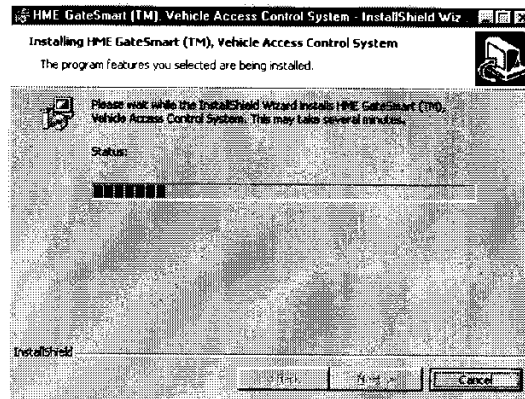 HME GateSmart (TM), Vehicle Access Control System - InstallShield Wiz
Installing HME GateSmart (TM), Vehicle Access Control System
The program features you selected are being installed.
Please wait while the InstallShield Wizard installs HME GateSmart (TM),
Vehicle Access Control System. This may take several minutes.
Status:
InstallShield
< Back
Next >
Cancel